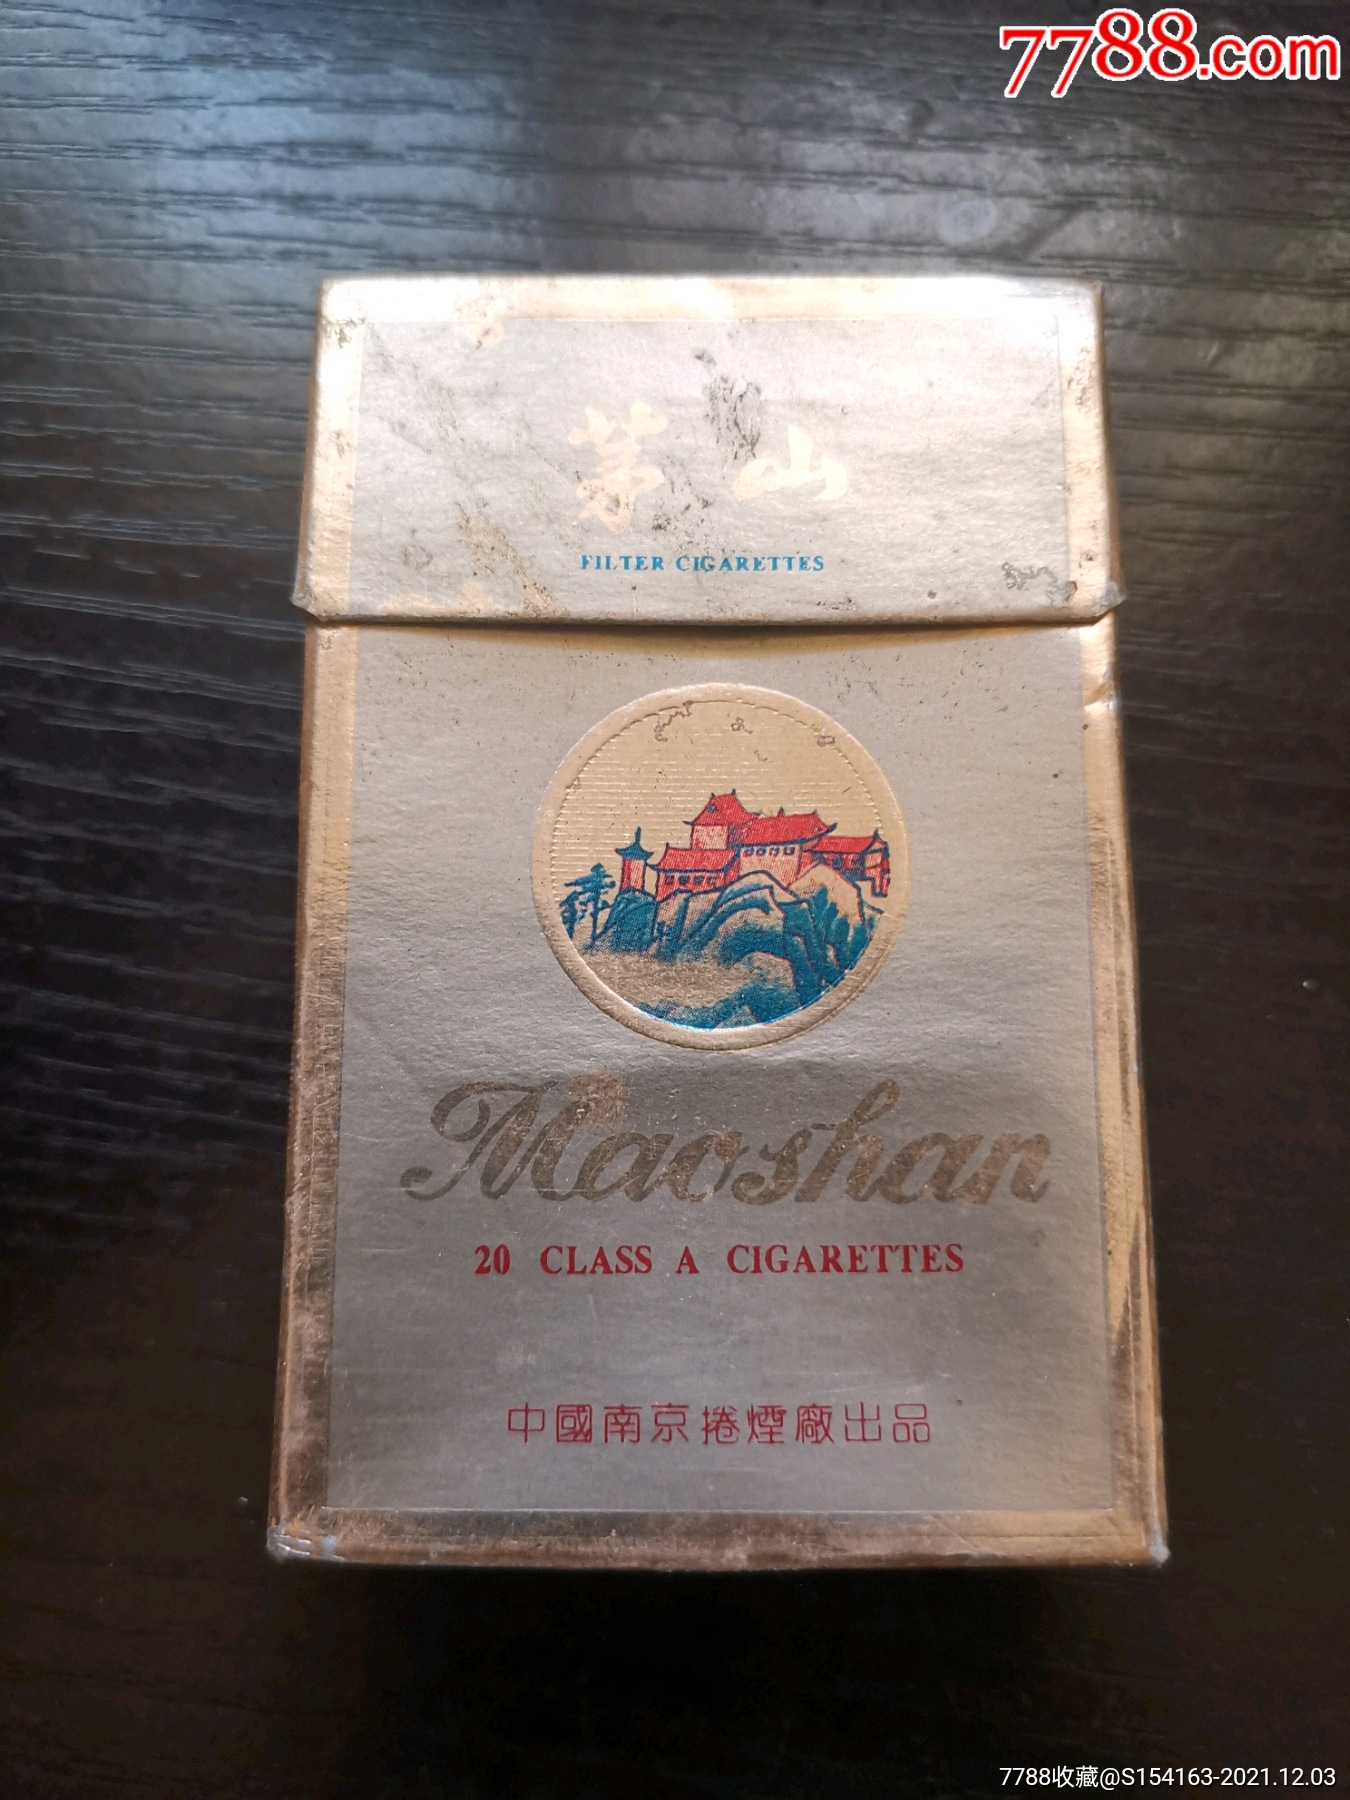 7788.com
茅山
FILTER CIGARETTES
Maoshan
20 CLASS A CIGARETTES
中國南京捲煙廠出品
7788收藏@S154163-2021.12.03